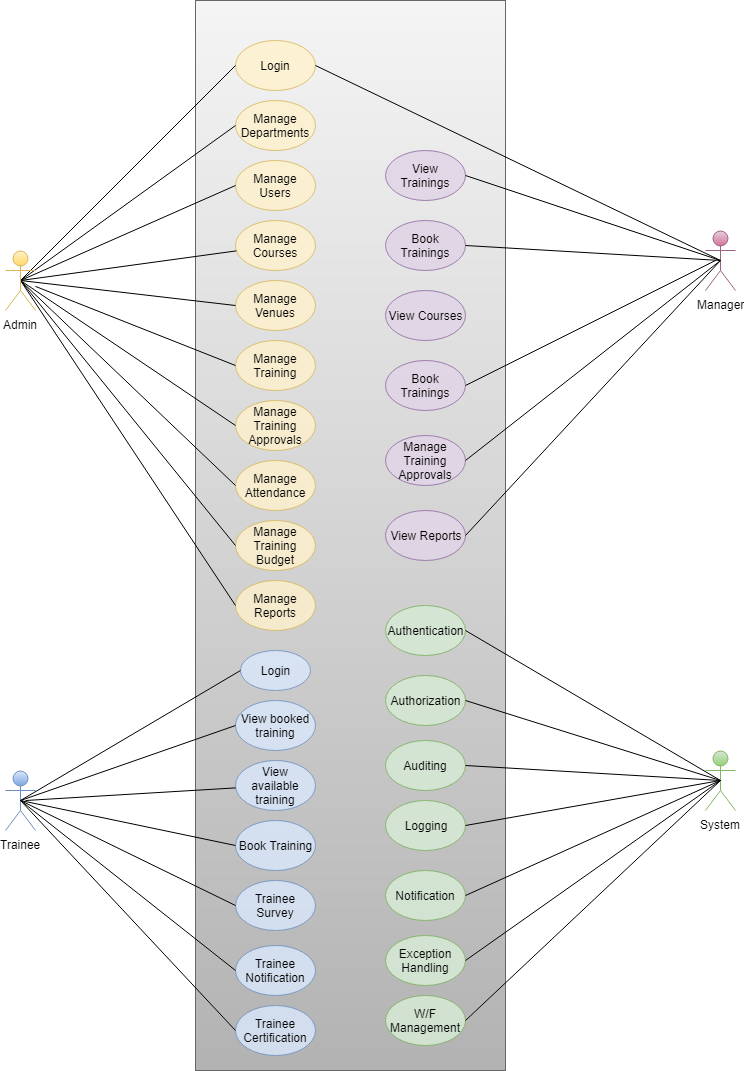 Login
Manage
Departments
Manage
Users
Manage
Courses
Manage
Venues
Manage
Training
Manage
Training
Approvals
Manage
Attendance
Manage
Training
Budget
Manage
Reports
Admin
View
Trainings
Book
Trainings
View Courses
Book
Trainings
Manage
Training
Approvals
View Reports
Manager
Login
View booked
training
View
available
training
Book Training
Trainee
Survey
Trainee
Notification
Trainee
Certification
Trainee
Authentication
Authorization
Auditing
Logging
Notification
Exception
Handling
W/F
Management
System